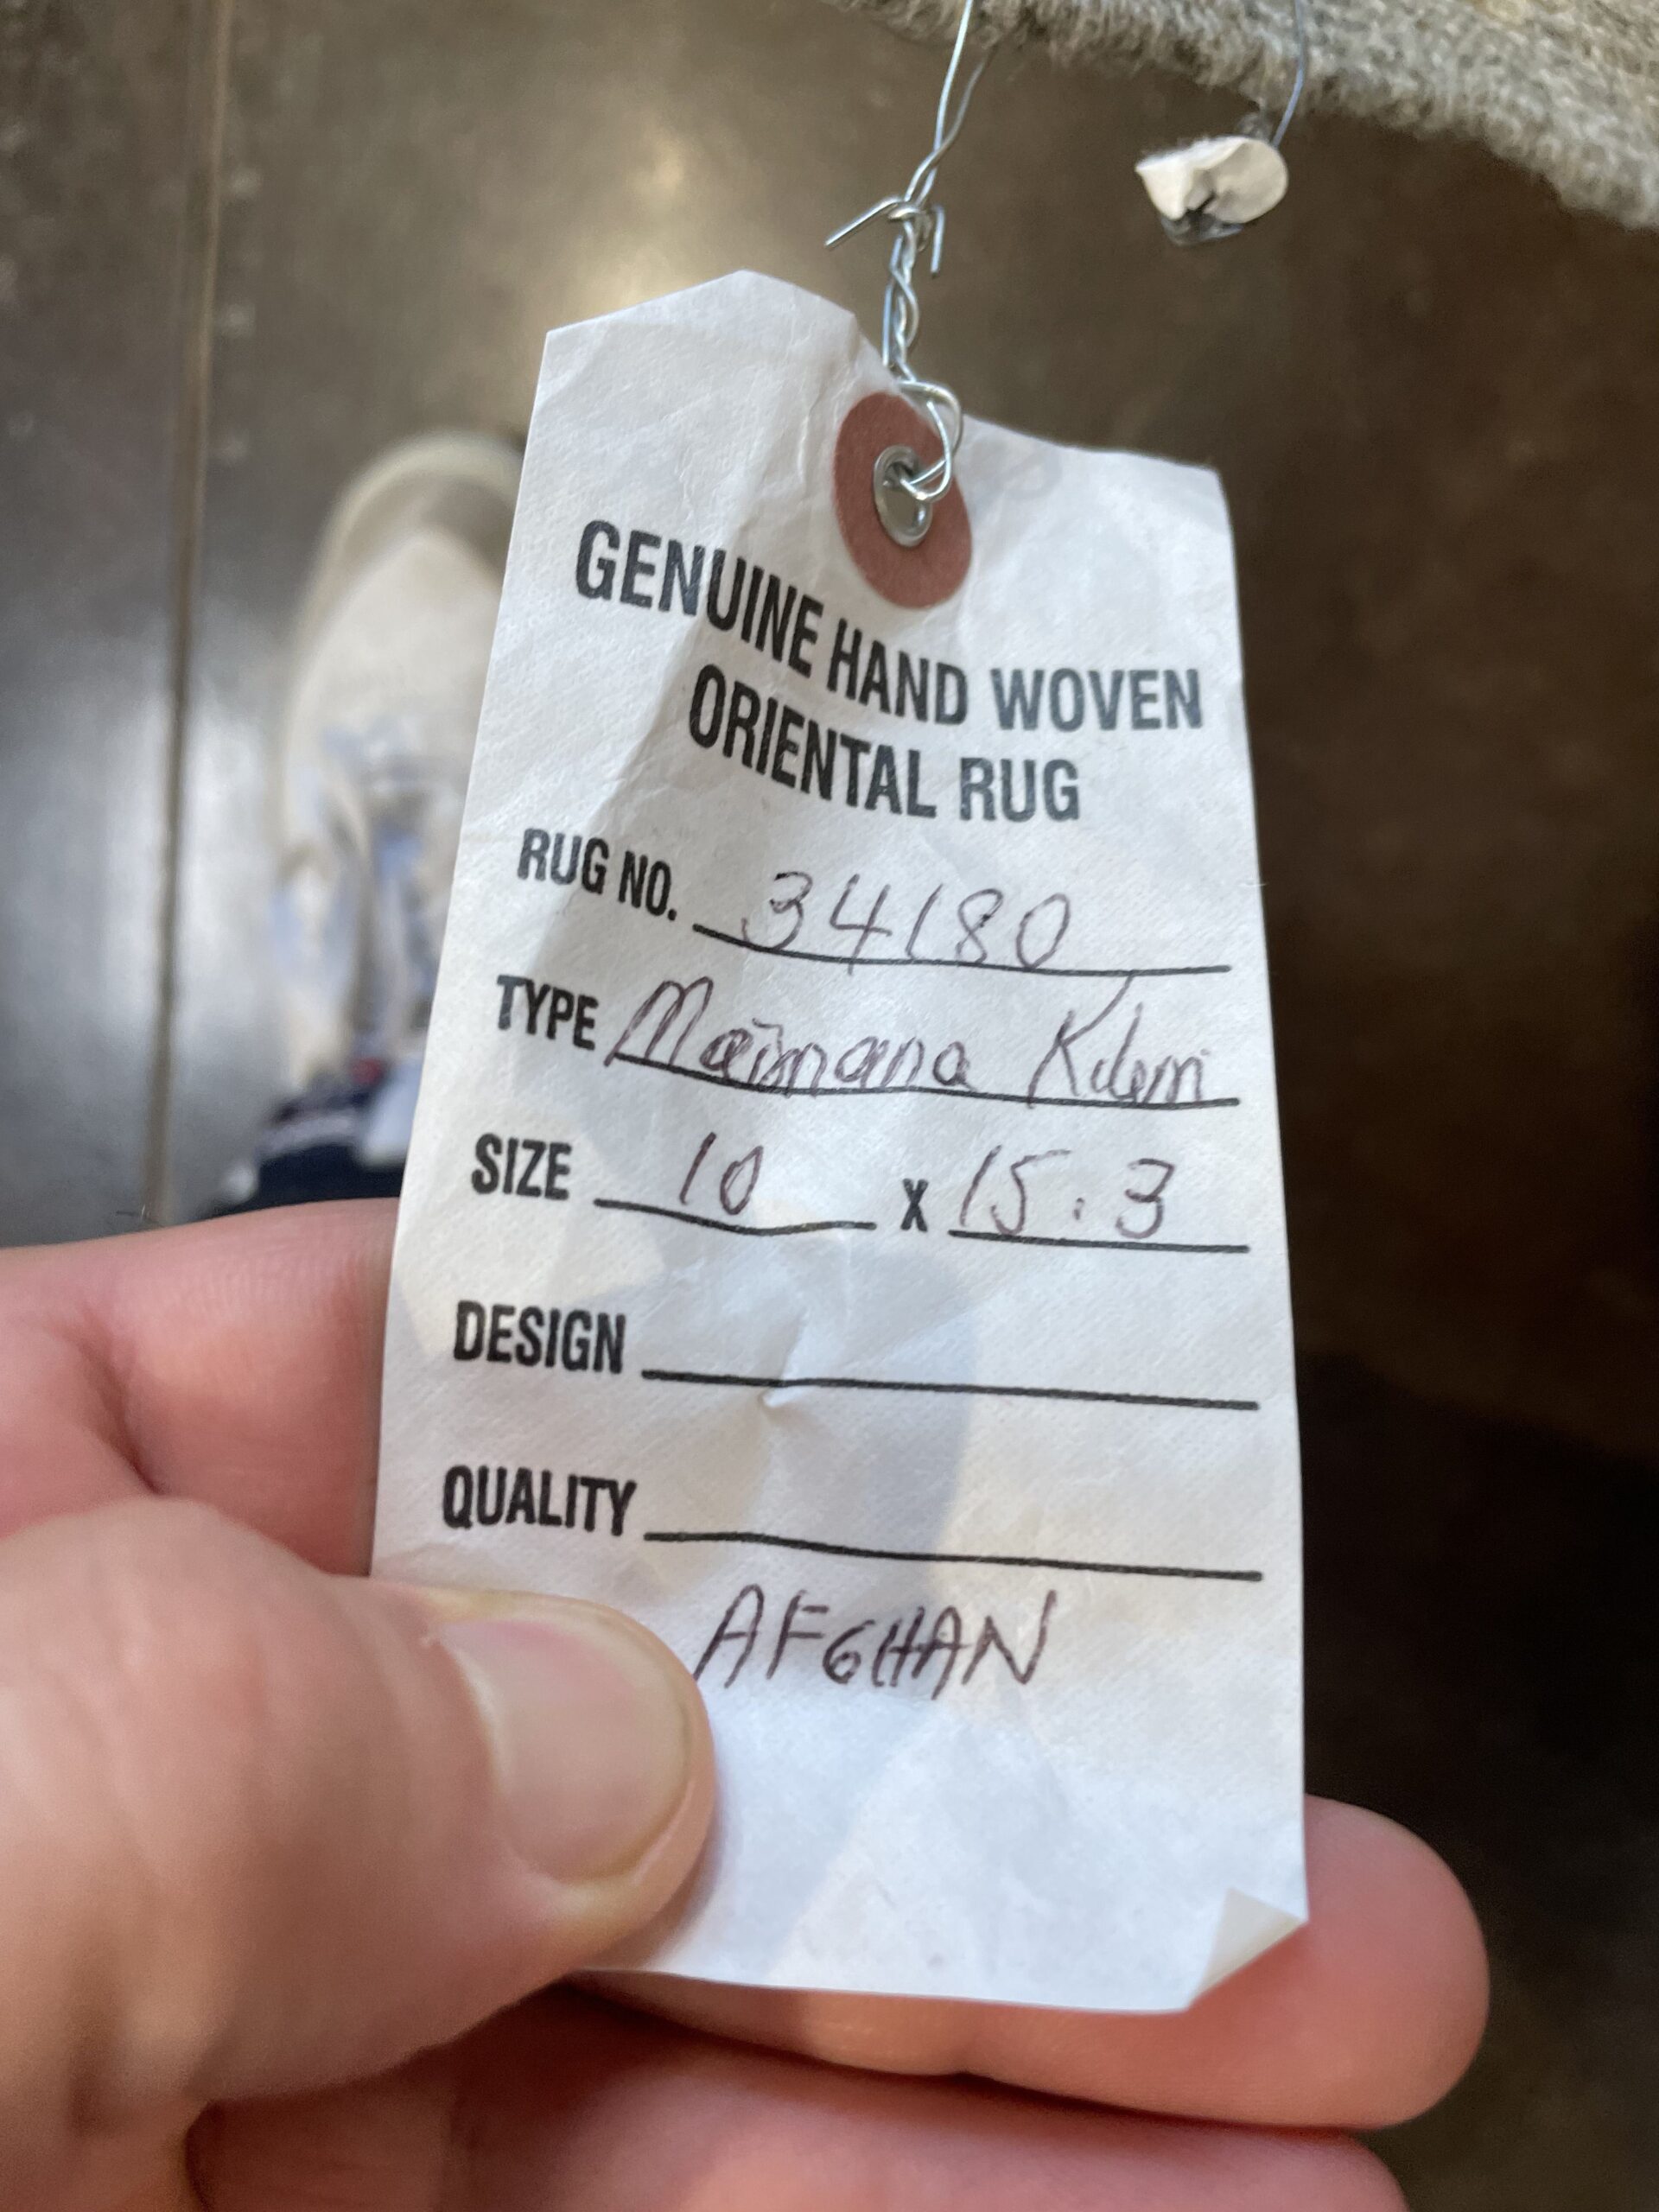 GENUINE HAND WOVEN
ORIENTAL RUG
RUG NO. 34180
TYPE Maimana Kilim
SIZE 10 X 15.3
DESIGN
QUALITY
AFGHAN